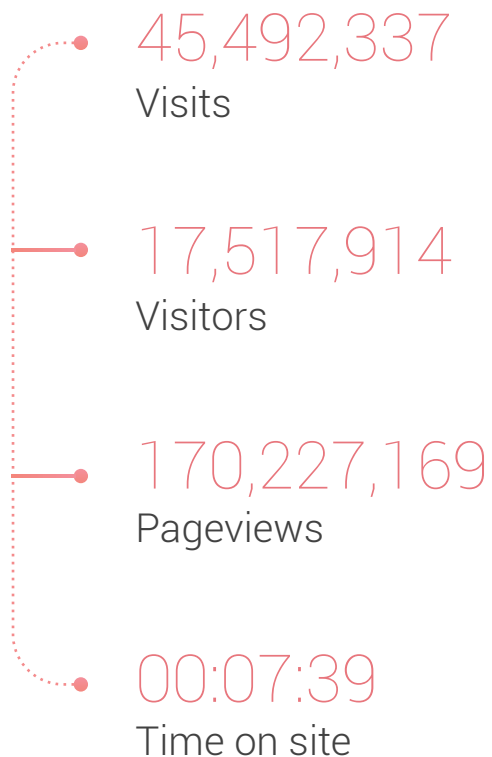 45,492,337
Visits
17,517,914
Visitors
170,227,169
Pageviews
00:07:39
Time on site